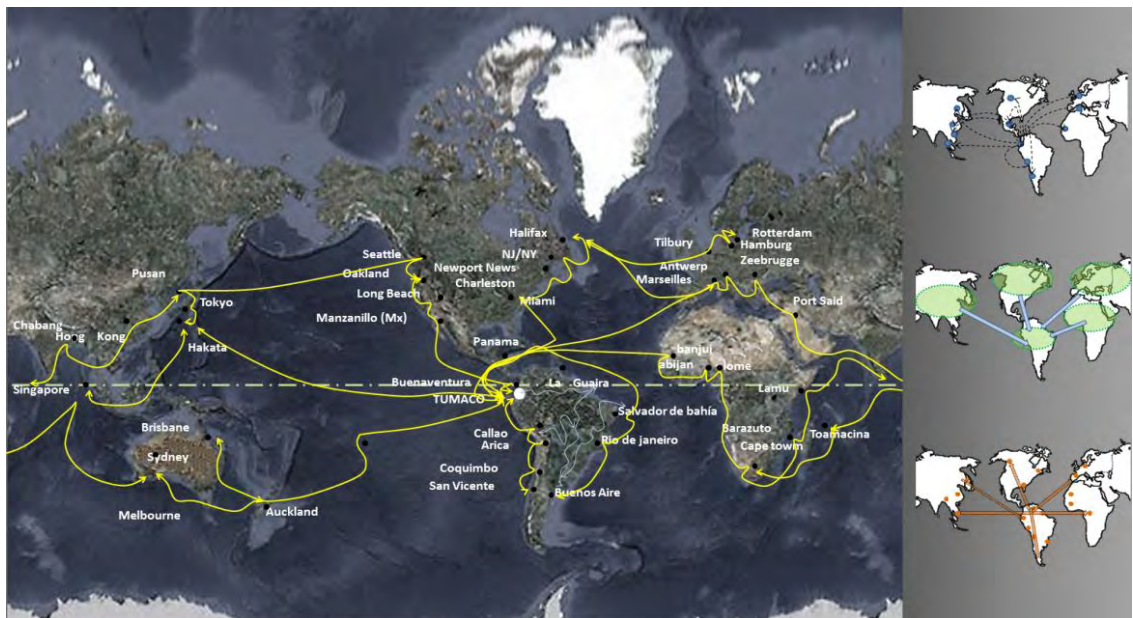 Halifax
Rotterdam
Tilbury
Hamburg
Seattle
NJ/NY
Zeebrugge
Newport News
Antwerp
Pusan
Oakland
Charleston
Marseilles
Long Beach
Miami
Tokyo
Port Said
Manzanillo (Mx)
Chabang
Hong Kong
Hakata
Panama
banjui
abijan
lome
Singapore
Buenaventura
La Guaira
Lamu
TUMACO
Salvador de bahía
Brisbane
Callao
Barazuto
Toamacina
Arica
Rio de janeiro
Cape town
Sydney
Coquimbo
San Vicente
Buenos Aire
Melbourne
Auckland